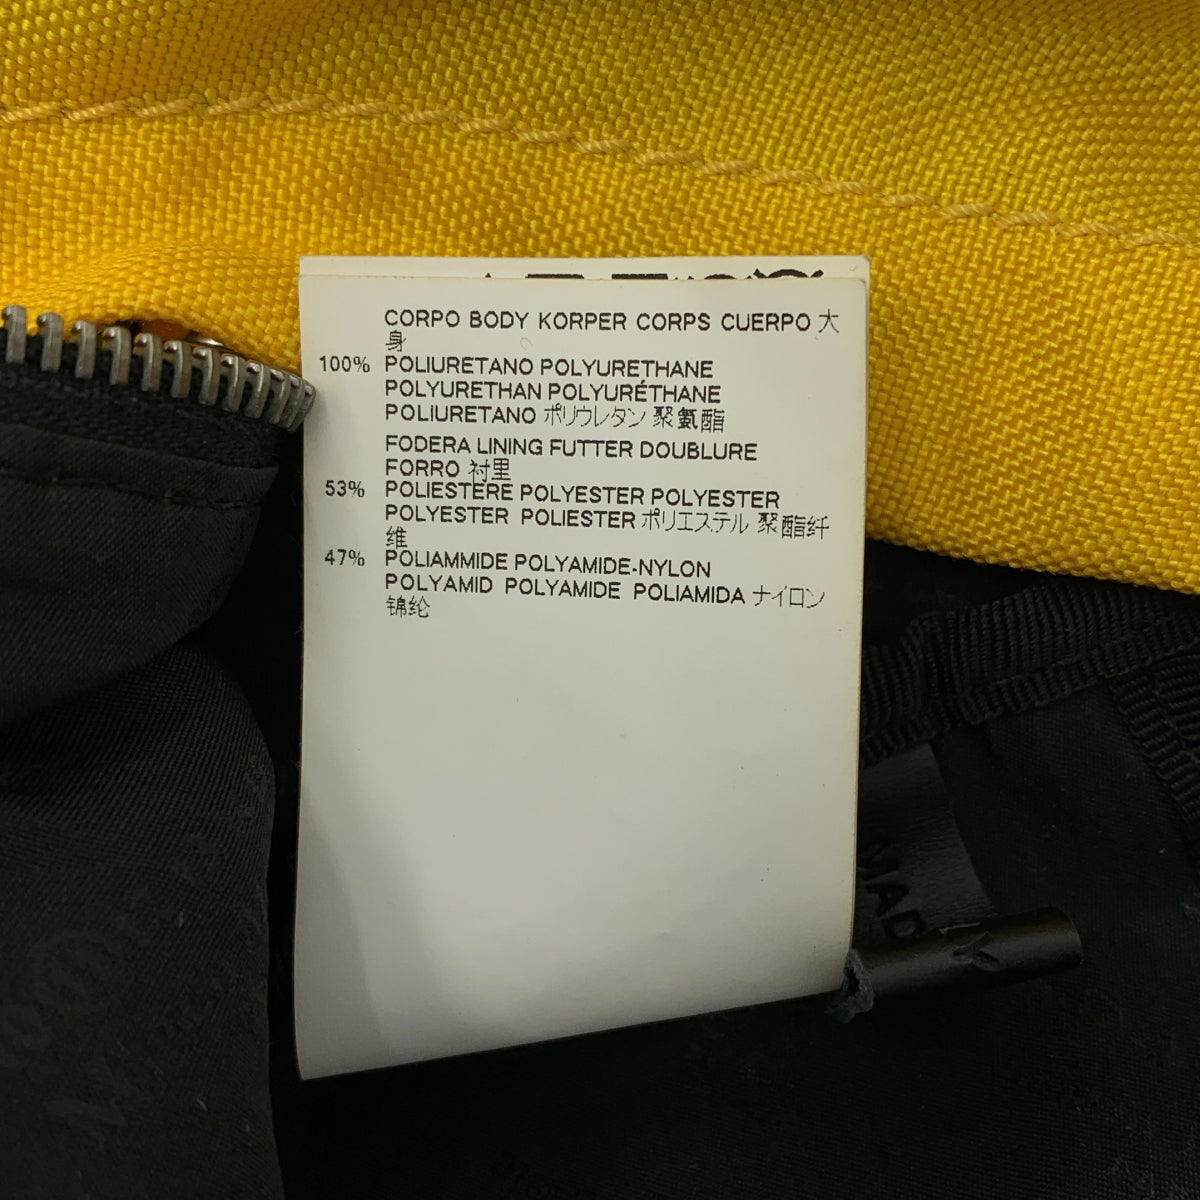 CORPO BODY KORPER CORPS CUERPO 大
身
100% POLIURETANO POLYURETHANE
POLYURETHAN POLYURÉTHANE
POLIURETANO ポリウレタン 聚氨酯
FODERA LINING FUTTER DOUBLURE
FORRO 衬里
53% POLIESTERE POLYESTER POLYESTER
POLYESTER POLIESTER ポリエステル 聚酯纤
维
47% POLIAMMIDE POLYAMIDE-NYLON
POLYAMID POLYAMIDE POLIAMIDA ナイロン
锦纶